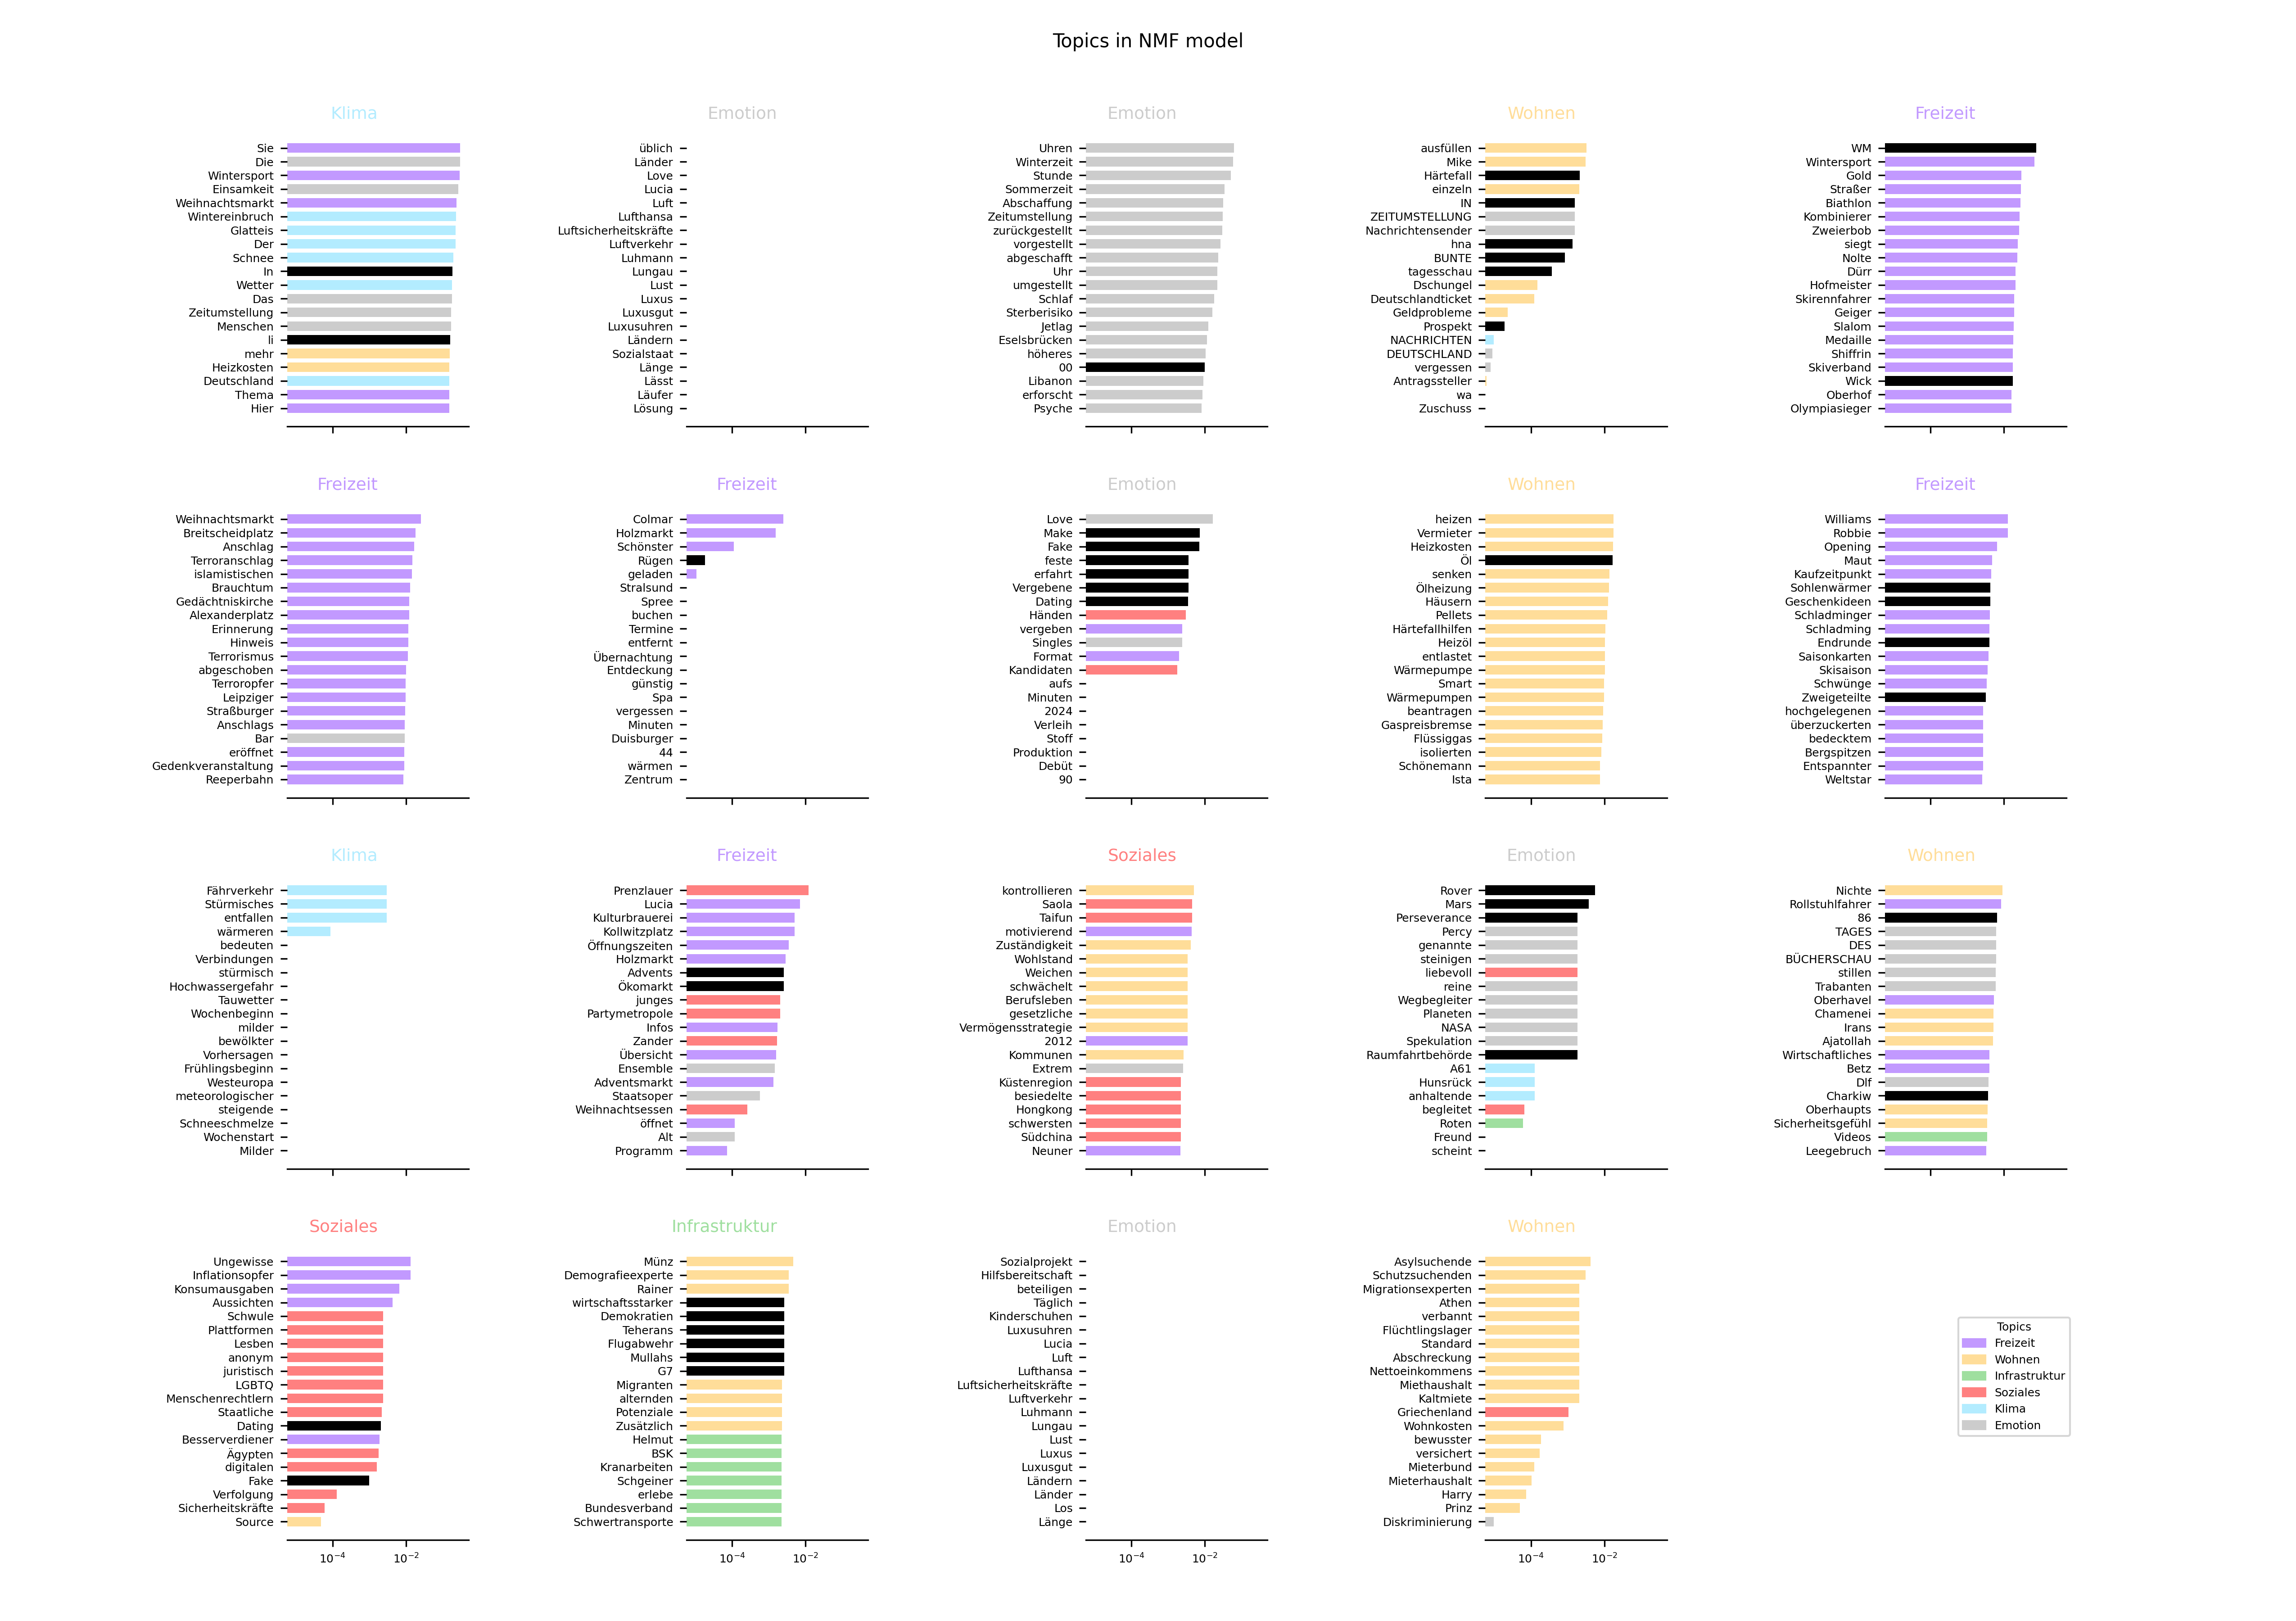 Topics in NMF model
Klima
Sie
Die
Wintersport
Einsamkeit
Weihnachtsmarkt
Wintereinbruch
Glatteis
Der
Schnee
In
Wetter
Das
Zeitumstellung
Menschen
li
mehr
Heizkosten
Deutschland
Thema
Hier
Emotion
üblich
Länder
Love
Lucia
Luft
Lufthansa
Luftsicherheitskräfte
Luftverkehr
Luhmann
Lungau
Lust
Luxus
Luxusgut
Luxusuhren
Ländern
Sozialstaat
Länge
Lässt
Läufer
Lösung
Emotion
Uhren
Winterzeit
Stunde
Sommerzeit
Abschaffung
Zeitumstellung
zurückgestellt
vorgestellt
abgeschafft
Uhr
umgestellt
Schlaf
Sterberisiko
Jetlag
Eselsbrücken
höheres
00
Libanon
erforscht
Psyche
Wohnen
ausfüllen
Mike
Härtefall
einzeln
IN
ZEITUMSTELLUNG
Nachrichtensender
hna
BUNTE
tagesschau
Dschungel
Deutschlandticket
Geldprobleme
Prospekt
NACHRICHTEN
DEUTSCHLAND
vergessen
Antragssteller
wa
Zuschuss
Freizeit
WM
Wintersport
Gold
Straßer
Biathlon
Kombinierer
Zweierbob
siegt
Nolte
Dürr
Hofmeister
Skirennfahrer
Geiger
Slalom
Medaille
Shiffrin
Skiverband
Wick
Oberhof
Olympiasieger
Freizeit
Weihnachtsmarkt
Breitscheidplatz
Anschlag
Terroranschlag
islamistischen
Brauchtum
Gedächtniskirche
Alexanderplatz
Erinnerung
Hinweis
Terrorismus
abgeschoben
Terroropfer
Leipziger
Straßburger
Anschlags
Bar
eröffnet
Gedenkveranstaltung
Reeperbahn
Freizeit
Colmar
Holzmarkt
Schönster
Rügen
geladen
Stralsund
Spree
buchen
Termine
entfernt
Übernachtung
Entdeckung
günstig
Spa
vergessen
Minuten
Duisburger
44
wärmen
Zentrum
Emotion
Love
Make
Fake
feste
erfahrt
Vergebene
Dating
Händen
vergeben
Singles
Format
Kandidaten
aufs
Minuten
2024
Verleih
Stoff
Produktion
Debüt
90
Wohnen
heizen
Vermieter
Heizkosten
Öl
senken
Ölheizung
Häusern
Pellets
Härtefallhilfen
Heizöl
entlastet
Wärmepumpe
Smart
Wärmepumpen
beantragen
Gaspreisbremse
Flüssiggas
isolierten
Schönemann
Ista
Freizeit
Williams
Robbie
Opening
Maut
Kaufzeitpunkt
Sohlenwärmer
Geschenkideen
Schladminger
Schladming
Endrunde
Saisonkarten
Skisaison
Schwünge
Zweigeteilte
hochgelegenen
überzuckerten
bedecktem
Bergspitzen
Entspannter
Weltstar
Klima
Fährverkehr
Stürmisches
entfallen
wärmeren
bedeuten
Verbindungen
stürmisch
Hochwassergefahr
Tauwetter
Wochenbeginn
milder
bewölkter
Vorhersagen
Frühlingsbeginn
Westeuropa
meteorologischer
steigende
Schneeschmelze
Wochenstart
Milder
Freizeit
Prenzlauer
Lucia
Kulturbrauerei
Kollwitzplatz
Öffnungszeiten
Holzmarkt
Advents
Ökomarkt
junges
Partymetropole
Infos
Zander
Übersicht
Ensemble
Adventsmarkt
Staatsoper
Weihnachtsessen
öffnet
Alt
Programm
Soziales
kontrollieren
Saola
Taifun
motivierend
Zuständigkeit
Wohlstand
Weichen
schwächelt
Berufsleben
gesetzliche
Vermögensstrategie
2012
Kommunen
Extrem
Küstenregion
besiedelte
Hongkong
schwersten
Südchina
Neuner
Emotion
Rover
Mars
Perseverance
Percy
genannte
steinigen
liebevoll
reine
Wegbegleiter
Planeten
NASA
Spekulation
Raumfahrtbehörde
A61
Hunsrück
anhaltende
begleitet
Roten
Freund
scheint
Wohnen
Nichte
Rollstuhlfahrer
86
TAGES
DES
BÜCHERSCHAU
stillen
Trabanten
Oberhavel
Chamenei
Irans
Ajatollah
Wirtschaftliches
Betz
Dlf
Charkiw
Oberhaupts
Sicherheitsgefühl
Videos
Leegebruch
Soziales
Ungewisse
Inflationsopfer
Konsumausgaben
Aussichten
Schwule
Plattformen
Lesben
anonym
juristisch
LGBTQ
Menschenrechtlern
Staatliche
Dating
Besserverdiener
Ägypten
digitalen
Fake
Verfolgung
Sicherheitskräfte
Source
10⁻⁴ 10⁻²
Infrastruktur
Münz
Demografieexperte
Rainer
wirtschaftsstarker
Demokratien
Teherans
Flugabwehr
Mullahs
G7
Migranten
alternden
Potenziale
Zusätzlich
Helmut
BSK
Kranarbeiten
Schgeiner
erlebe
Bundesverband
Schwertransporte
10⁻⁴ 10⁻²
Emotion
Sozialprojekt
Hilfsbereitschaft
beteiligen
Täglich
Kinderschuhen
Luxusuhren
Lucia
Luft
Lufthansa
Luftsicherheitskräfte
Luftverkehr
Luhmann
Lungau
Lust
Luxus
Luxusgut
Ländern
Länder
Los
Länge
10⁻⁴ 10⁻²
Wohnen
Asylsuchende
Schutzsuchenden
Migrationsexperten
Athen
verbannt
Flüchtlingslager
Standard
Abschreckung
Nettoeinkommens
Miethaushalt
Kaltmiete
Griechenland
Wohnkosten
bewusster
versichert
Mieterbund
Mieterhaushalt
Harry
Prinz
Diskriminierung
10⁻⁴ 10⁻²
Topics
Freizeit
Wohnen
Infrastruktur
Soziales
Klima
Emotion